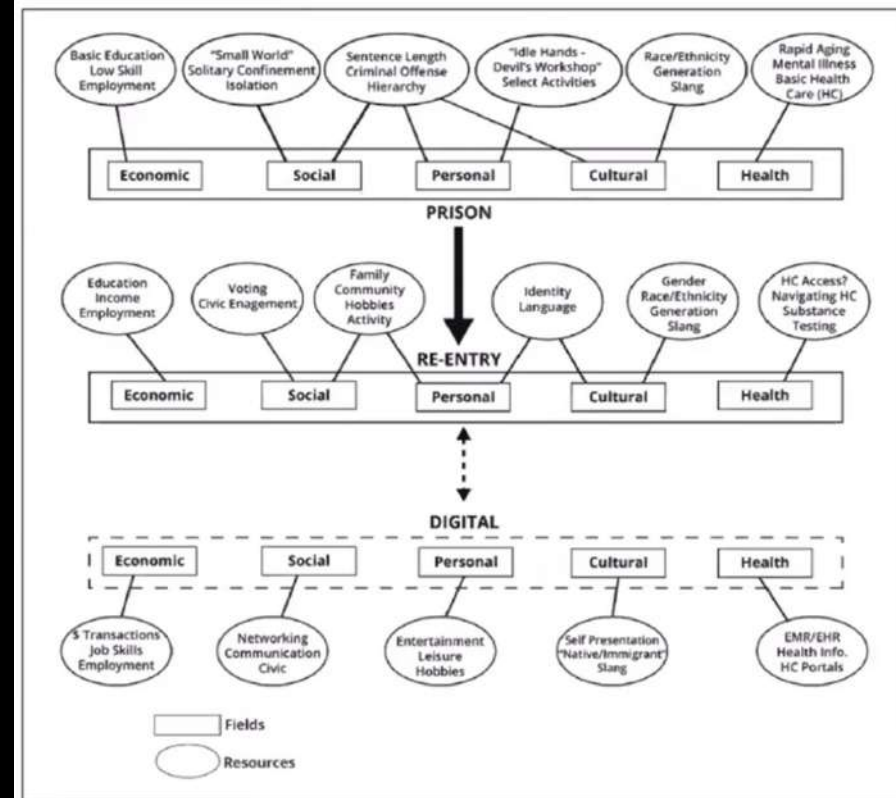 Basic Education
Low Skill
Employment
"Small World"
Solitary Confinement
Isolation
Sentence Length
Criminal Offense
Hierarchy
"Idle Hands -
Devil's Workshop"
Select Activities
Race/Ethnicity
Generation
Slang
Rapid Aging
Mental Illness
Basic Health
Care (HC)
Economic
Social
Personal
Cultural
Health
PRISON
Education
Income
Employment
Voting
Civic Enagement
Family
Community
Hobbies
Activity
Identity
Language
Gender
Race/Ethnicity
Generation
Slang
HC Access?
Navigating HC
Substance
Testing
RE-ENTRY
Economic
Social
Personal
Cultural
Health
DIGITAL
Economic
Social
Personal
Cultural
Health
$ Transactions
Job Skills
Employment
Networking
Communication
Civic
Entertainment
Leisure
Hobbies
Self Presentation
"Native/Immigrant"
Slang
EMR/EHR
Health Info.
HC Portals
Fields
Resources